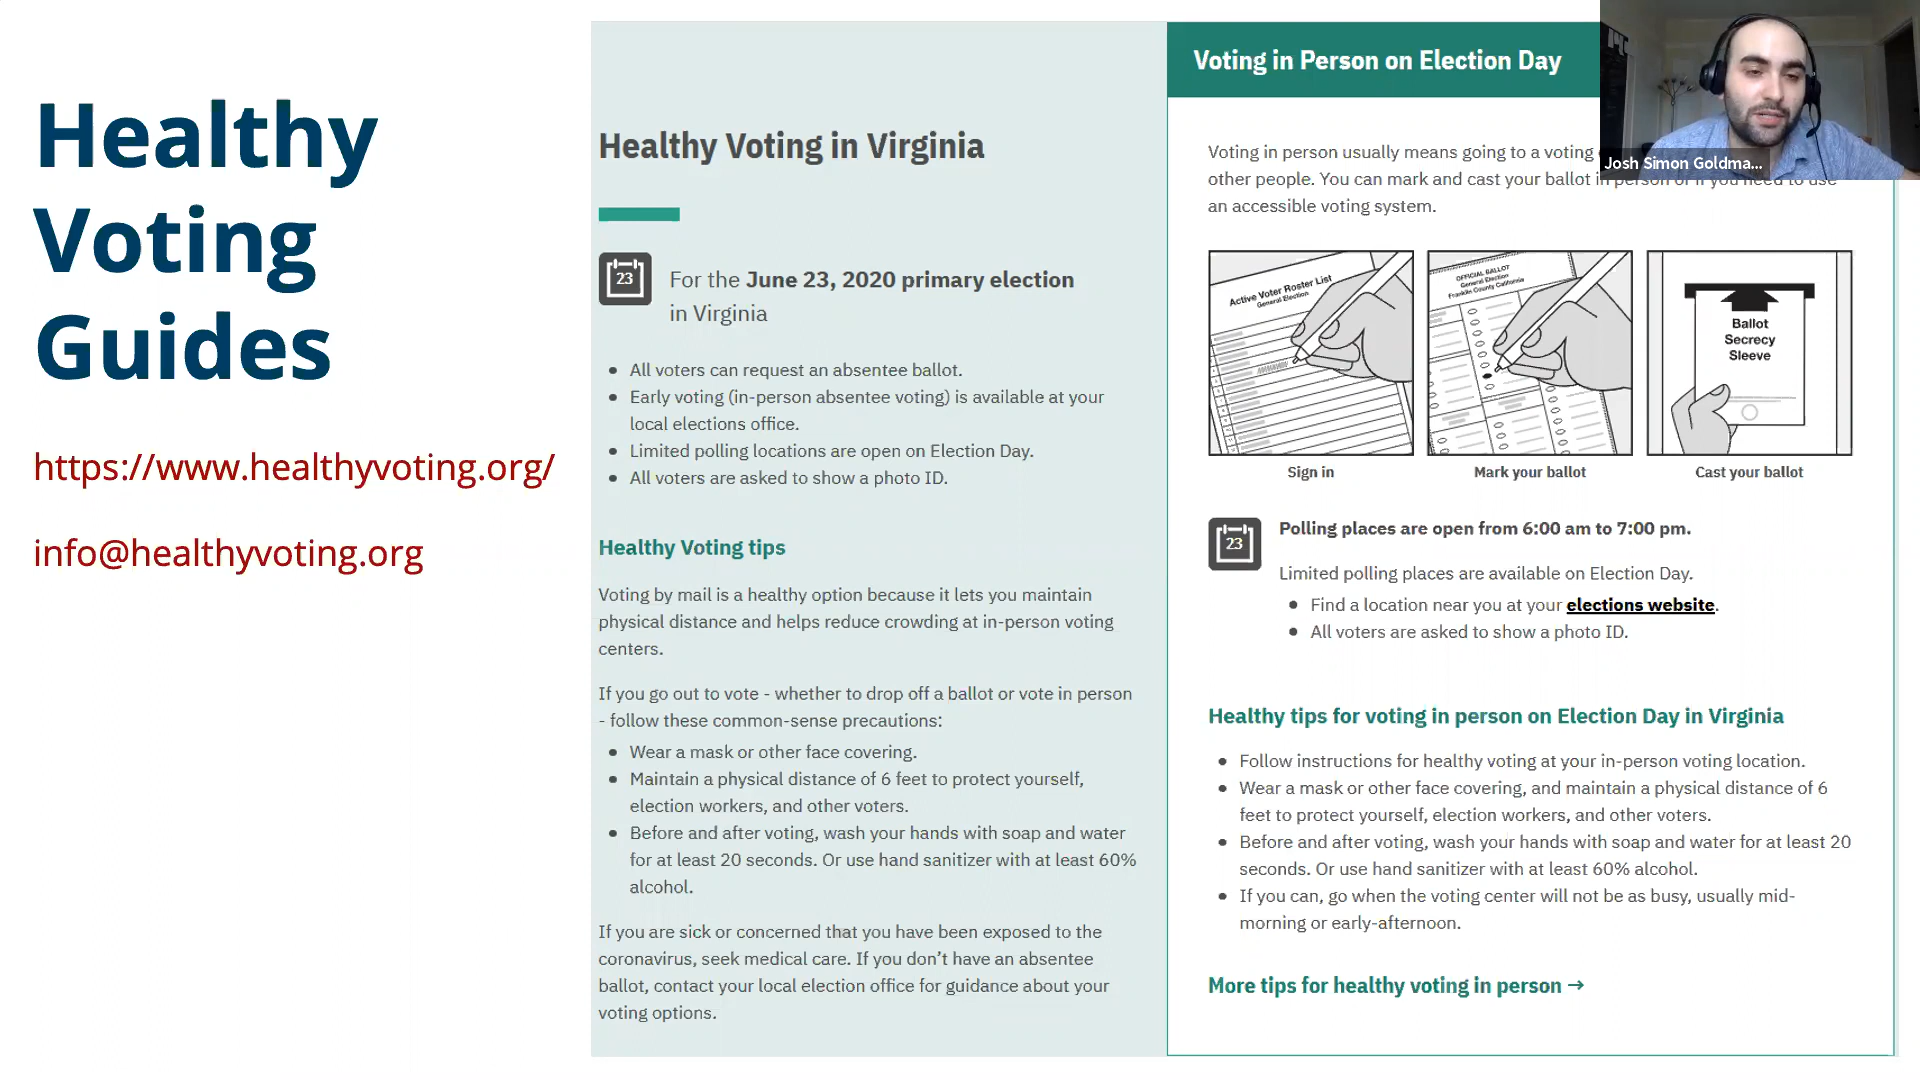 Healthy
Voting
Guides
https://www.healthyvoting.org/
info@healthyvoting.org
Healthy Voting in Virginia
23
For the June 23, 2020 primary election
in Virginia
All voters can request an absentee ballot.
Early voting (in-person absentee voting) is available at your
local elections office.
Limited polling locations are open on Election Day.
All voters are asked to show a photo ID.
Healthy Voting tips
Voting by mail is a healthy option because it lets you maintain
physical distance and helps reduce crowding at in-person voting
centers.
If you go out to vote - whether to drop off a ballot or vote in person
- follow these common-sense precautions:
Wear a mask or other face covering.
Maintain a physical distance of 6 feet to protect yourself,
election workers, and other voters.
Before and after voting, wash your hands with soap and water
for at least 20 seconds. Or use hand sanitizer with at least 60%
alcohol.
If you are sick or concerned that you have been exposed to the
coronavirus, seek medical care. If you don't have an absentee
ballot, contact your local election office for guidance about your
voting options.
Voting in Person on Election Day
Josh Simon Goldma...
Voting in person usually means going to a voting
other people. You can mark and cast your ballot in person or if you need to use
an accessible voting system.
Active Voter Roster List
General Election
OFFICIAL BALLOT
General Election
Franklin County California
Ballot
Secrecy
Sleeve
Sign in
Mark your ballot
Cast your ballot
23
Polling places are open from 6:00 am to 7:00 pm.
Limited polling places are available on Election Day.
Find a location near you at your elections website.
All voters are asked to show a photo ID.
Healthy tips for voting in person on Election Day in Virginia
Follow instructions for healthy voting at your in-person voting location.
Wear a mask or other face covering, and maintain a physical distance of 6
feet to protect yourself, election workers, and other voters.
Before and after voting, wash your hands with soap and water for at least 20
seconds. Or use hand sanitizer with at least 60% alcohol.
If you can, go when the voting center will not be as busy, usually mid-
morning or early-afternoon.
More tips for healthy voting in person →